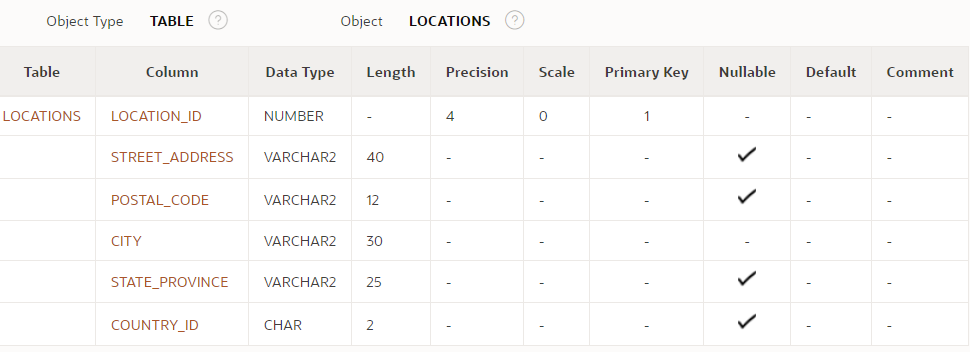 Object Type TABLE ? Object LOCATIONS ?
Table Column Data Type Length Precision Scale Primary Key Nullable Default Comment
LOCATIONS LOCATION_ID NUMBER - 4 0 1 - - -
STREET_ADDRESS VARCHAR2 40 - - - ✓ - -
POSTAL_CODE VARCHAR2 12 - - - ✓ - -
CITY VARCHAR2 30 - - - - - -
STATE_PROVINCE VARCHAR2 25 - - - ✓ - -
COUNTRY_ID CHAR 2 - - - ✓ - -